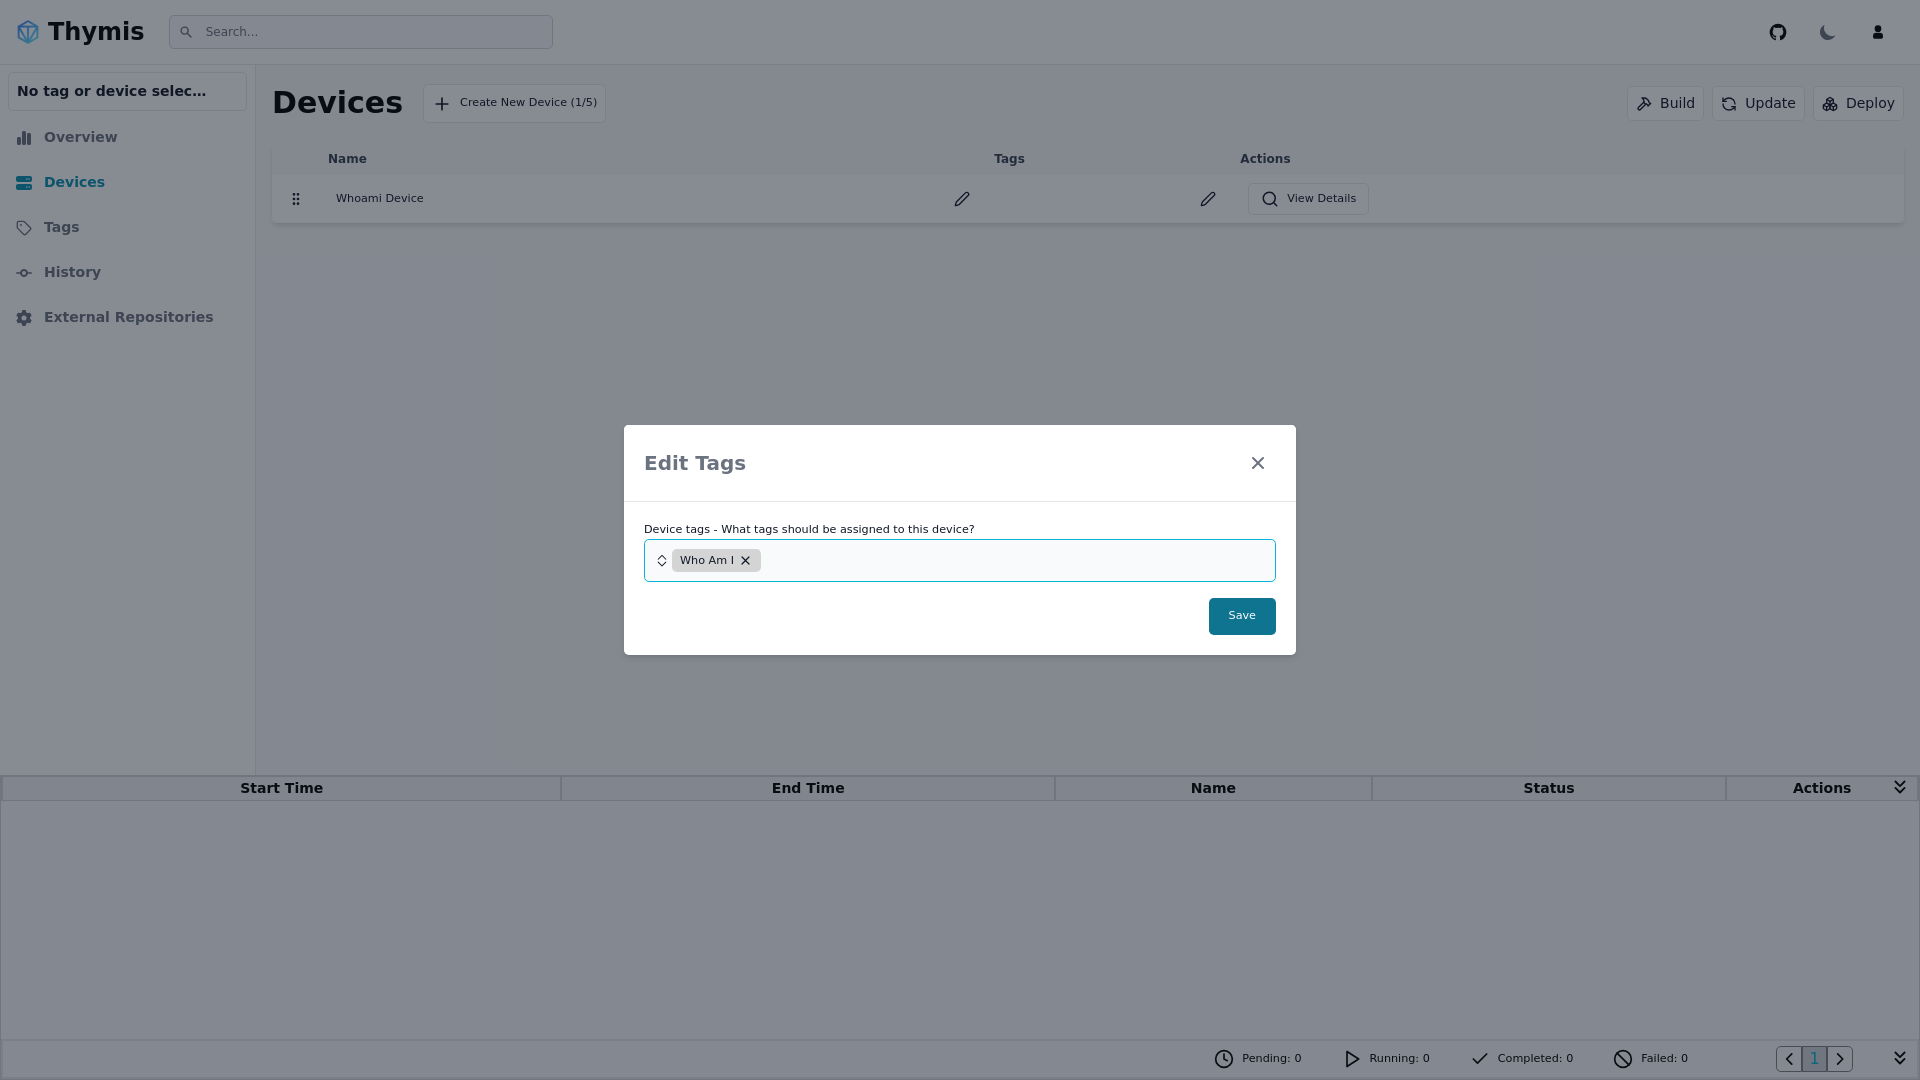 Thymis
Search...
No tag or device selec...
Overview
Devices
Tags
History
External Repositories
Devices
Create New Device (1/5)
Build
Update
Deploy
Name
Tags
Actions
Whoami Device
View Details
Edit Tags
Device tags - What tags should be assigned to this device?
Who Am I
Save
Start Time
End Time
Name
Status
Actions
Pending: 0
Running: 0
Completed: 0
Failed: 0
1